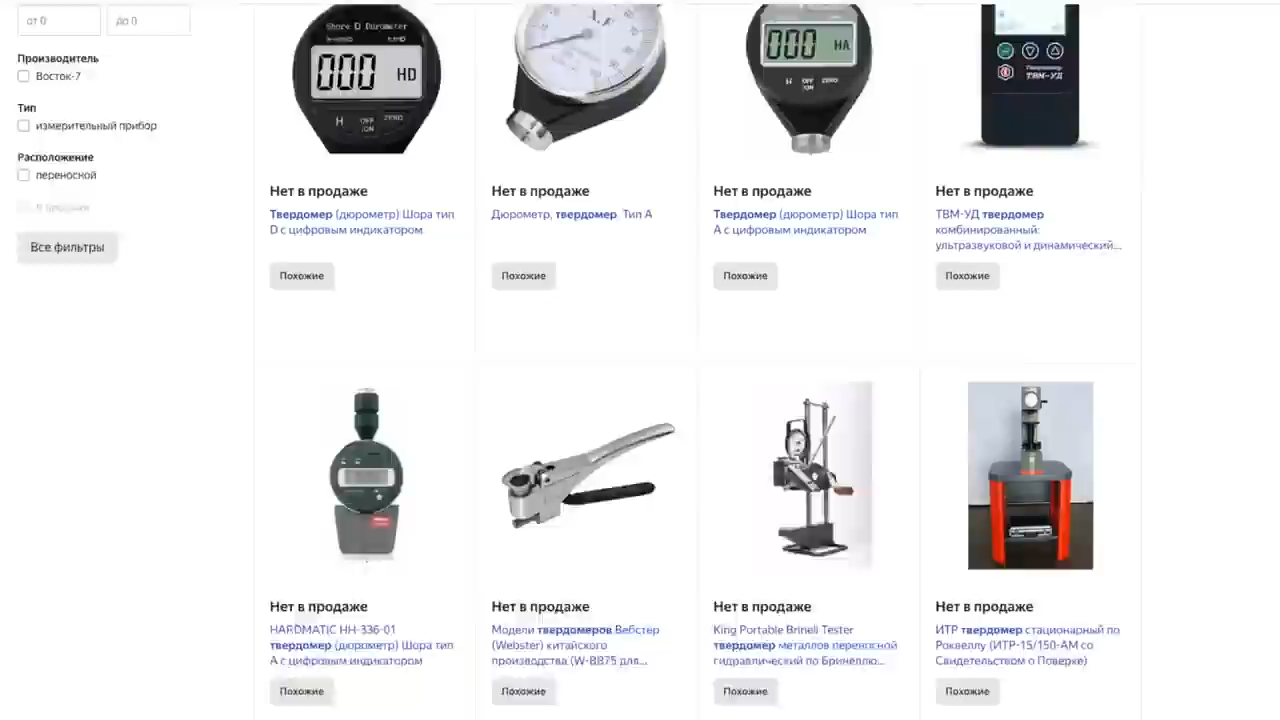 от 0
до 0
Производитель
Восток-7
Тип
измерительный прибор
Расположение
переносной
В продаже
Все фильтры
Shore D Durometer
000 HD
H OFF /ON ZERO
A.F
000 HA
H OFF /ON ZERO
ТВМ-УД
Нет в продаже
Твердомер (дюрометр) Шора тип
D с цифровым индикатором
Похожие
Нет в продаже
Дюрометр, твердомер. Тип А
Похожие
Нет в продаже
Твердомер (дюрометр) Шора тип
А с цифровым индикатором
Похожие
Нет в продаже
ТВМ-УД твердомер
комбинированный:
ультразвуковой и динамический...
Похожие
Нет в продаже
HARDMATIC HH-336-01
твердомер (дюрометр) Шора тип
А с цифровым индикатором
Похожие
Нет в продаже
Модели твердомеров Вебстер
(Webster) китайского
производства (W-BB75 для...
Похожие
Нет в продаже
King Portable Brinell Tester
твердомер металлов переносной
гидравлический по Бринеллю...
Похожие
Нет в продаже
ИТР твердомер стационарный по
Роквеллу (ИТР-15/150-АМ со
Свидетельством о Поверке)
Похожие